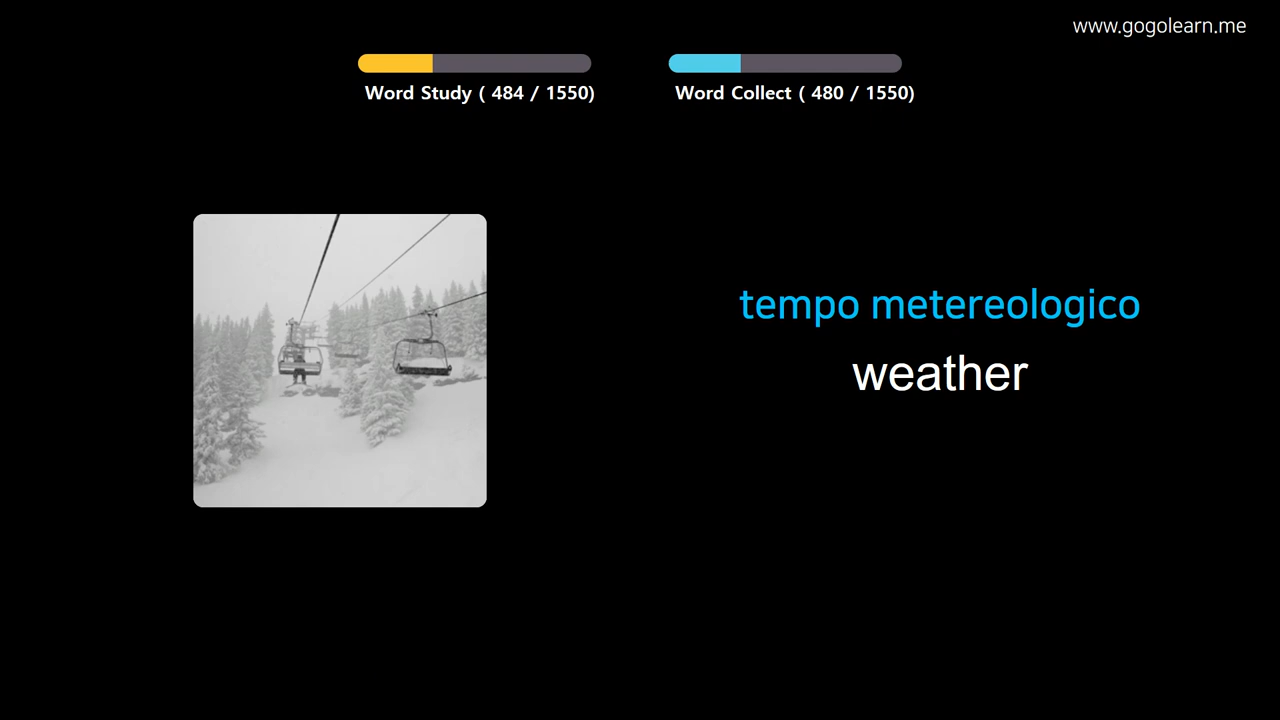 www.gogolearn.me
Word Study ( 484 / 1550)
Word Collect ( 480 / 1550)
tempo metereologico
weather